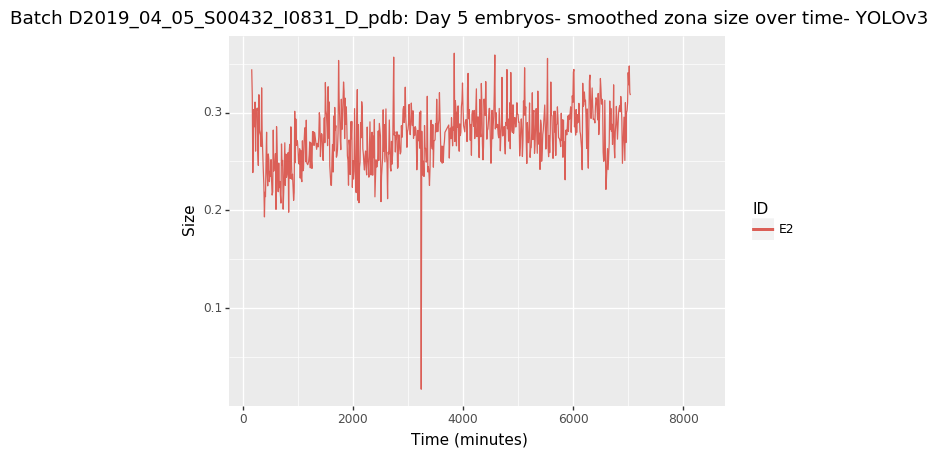 Batch D2019_04_05_S00432_I0831_D_pdb: Day 5 embryos- smoothed zona size over time- YOLOv3
0.3
0.2
0.1
Size
0 2000 4000 6000 8000
Time (minutes)
ID
E2